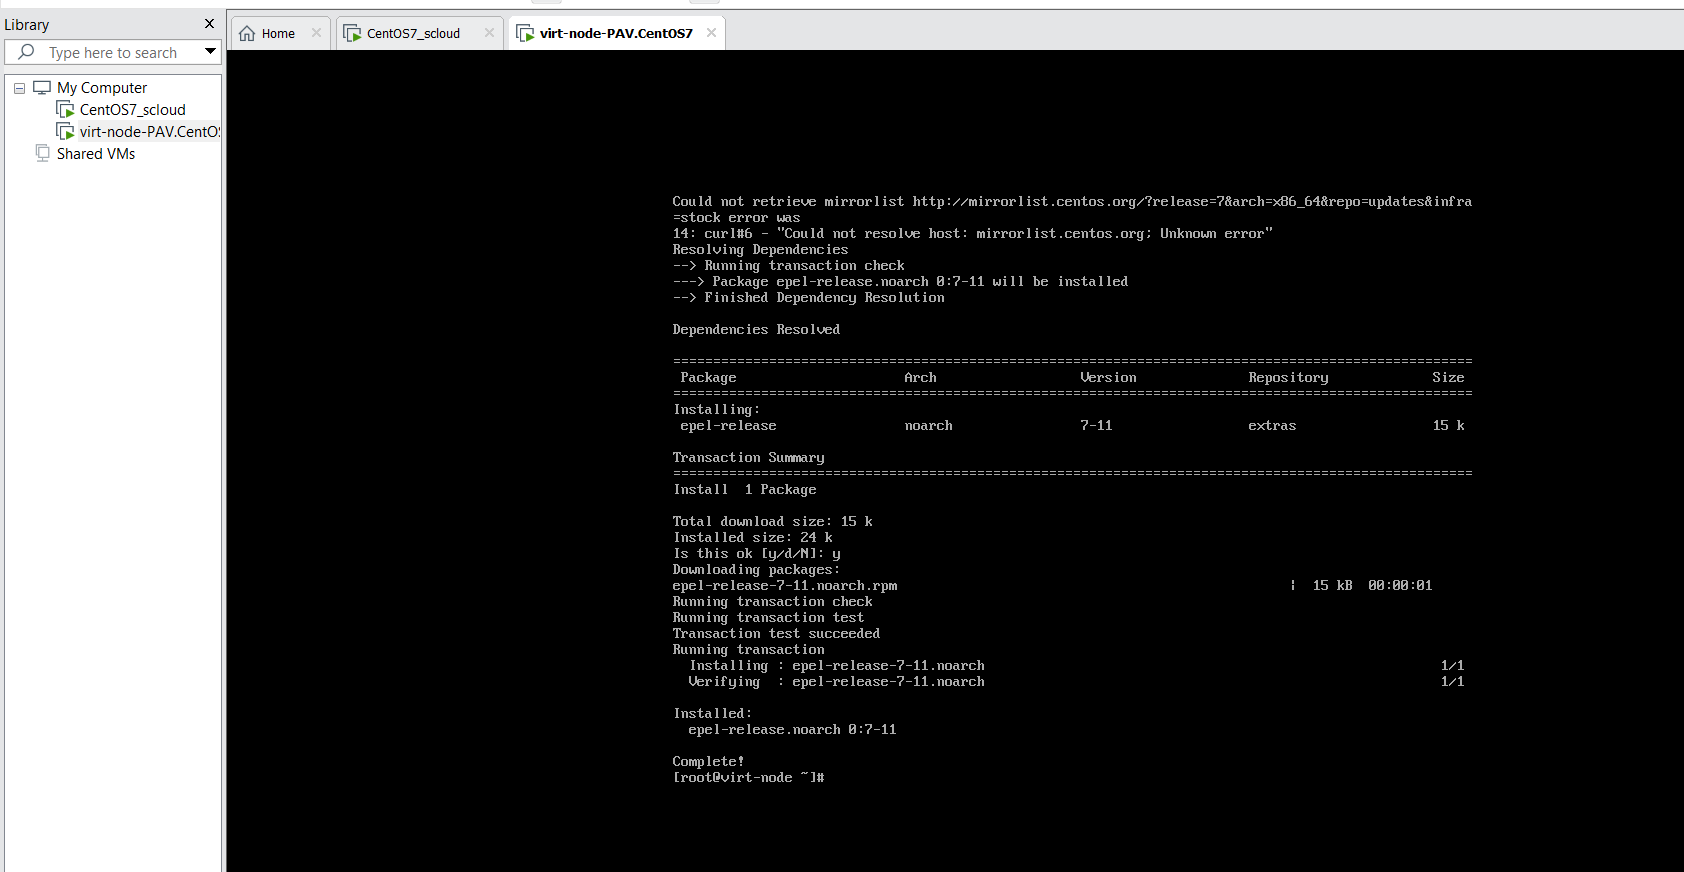 Library X
Type here to search
My Computer
CentOS7_scloud
virt-node-PAV.CentOS
Shared VMs
Home
CentOS7_scloud
virt-node-PAV.CentOS7
Could not retrieve mirrorlist http://mirrorlist.centos.org/?release=7&arch=x86_64&repo=updates&infra
=stock error was
14: curl#6 - "Could not resolve host: mirrorlist.centos.org; Unknown error"
Resolving Dependencies
--> Running transaction check
---> Package epel-release.noarch 0:7-11 will be installed
--> Finished Dependency Resolution
Dependencies Resolved
====================================================================================================
Package Arch Version Repository Size
====================================================================================================
Installing:
epel-release noarch 7-11 extras 15 k
Transaction Summary
====================================================================================================
Install 1 Package
Total download size: 15 k
Installed size: 24 k
Is this ok [y/d/N]: y
Downloading packages:
epel-release-7-11.noarch.rpm | 15 kB 00:00:01
Running transaction check
Running transaction test
Transaction test succeeded
Running transaction
Installing : epel-release-7-11.noarch 1/1
Verifying : epel-release-7-11.noarch 1/1
Installed:
epel-release.noarch 0:7-11
Complete!
[root@virt-node ~]#